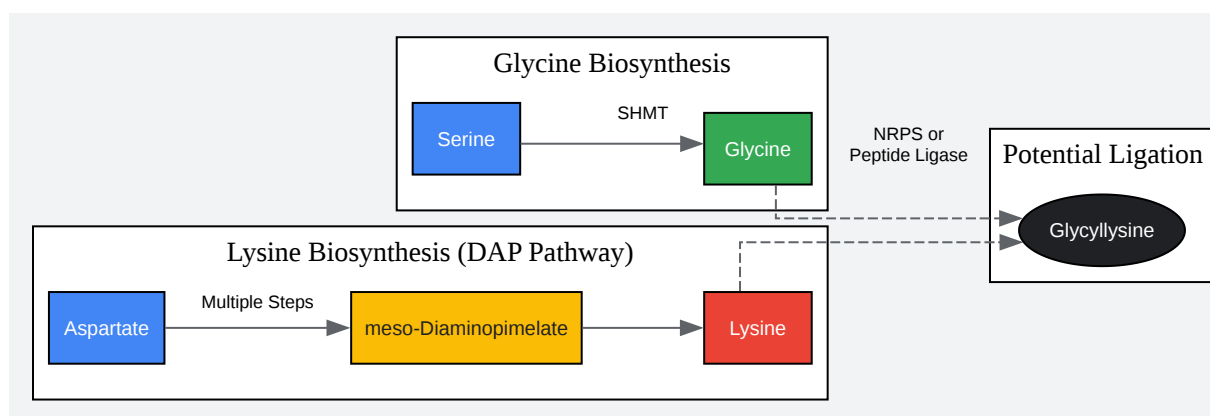 Glycine Biosynthesis
Serine
SHMT
Glycine
NRPS or
Peptide Ligase
Potential Ligation
Glycyllysine
Lysine Biosynthesis (DAP Pathway)
Aspartate
Multiple Steps
meso-Diaminopimelate
Lysine